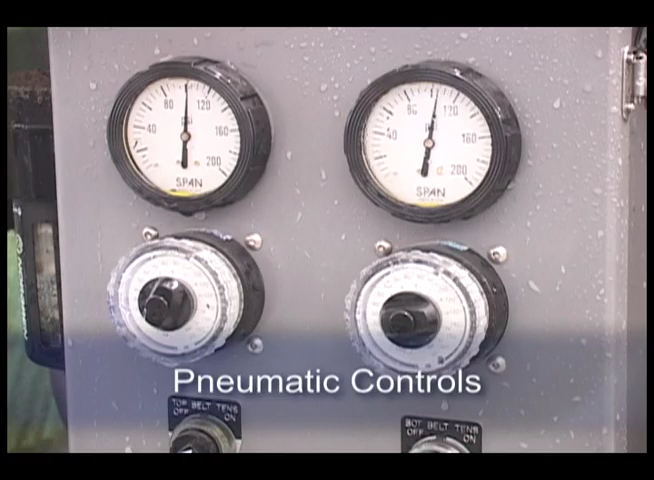 80 120
40 160
200
SPAN
80 120
40 160
200
SPAN
Pneumatic Controls
TOP BELT TENS
OFF ON
BOT BELT TENS
OFF ON